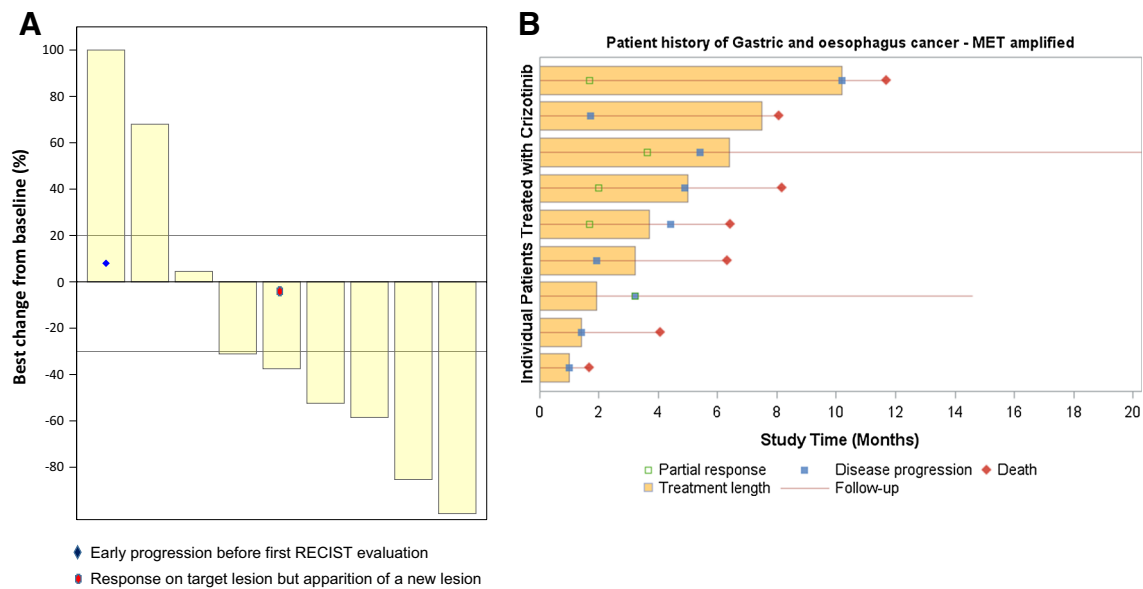 A
100
80
60
40
20
0
-20
-40
-60
-80
Best change from baseline (%)
Early progression before first RECIST evaluation
Response on target lesion but apparition of a new lesion
B
Patient history of Gastric and oesophagus cancer - MET amplified
Individual Patients Treated with Crizotinib
0 2 4 6 8 10 12 14 16 18 20
Study Time (Months)
Partial response Disease progression Death
Treatment length Follow-up